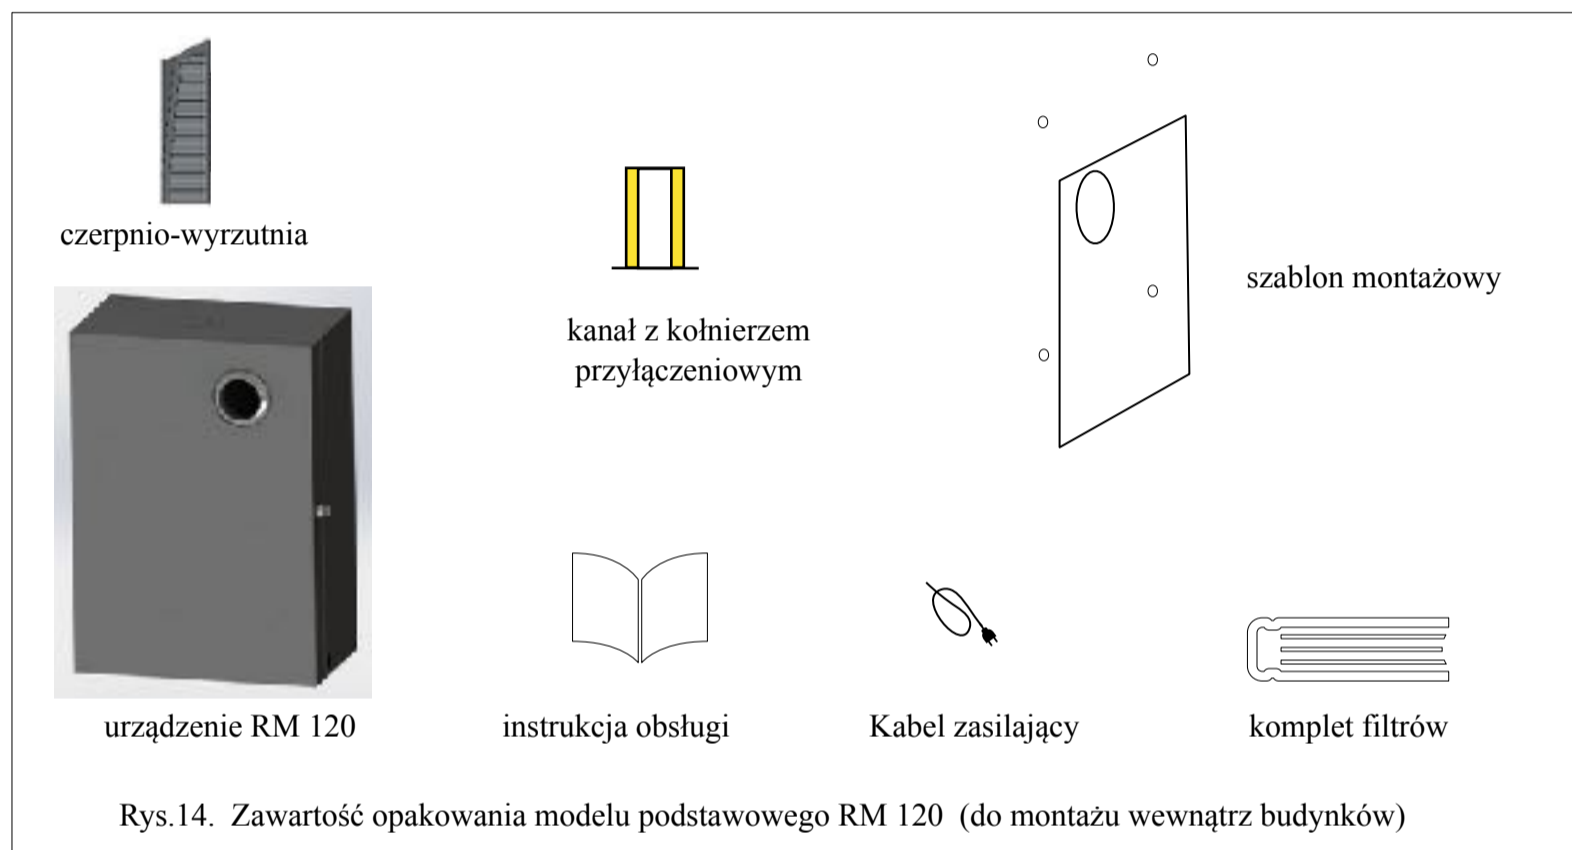 czerpnio-wyrzutnia
kanał z kołnierzem
przyłączeniowym
szablon montażowy
urządzenie RM 120
instrukcja obsługi
Kabel zasilający
komplet filtrów
Rys.14.  Zawartość opakowania modelu podstawowego RM 120  (do montażu wewnątrz budynków)